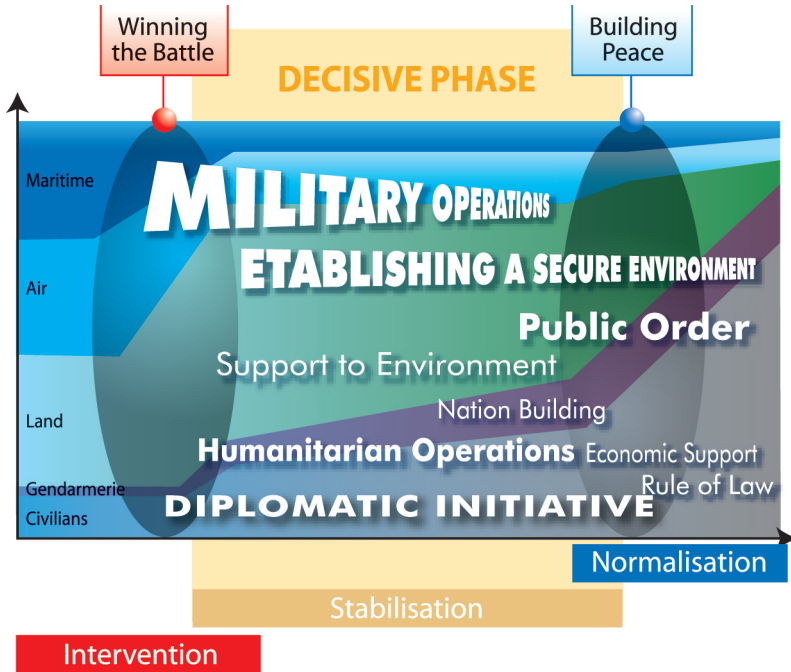 Winning
the Battle
Building
Peace
DECISIVE PHASE
Maritime
MILITARY OPERATIONS
ETABLISHING A SECURE ENVIRONMENT
Air
Public Order
Support to Environment
Land
Nation Building
Humanitarian Operations
Economic Support
Gendarmerie
Rule of Law
Civilians
DIPLOMATIC INITIATIVE
Normalisation
Stabilisation
Intervention